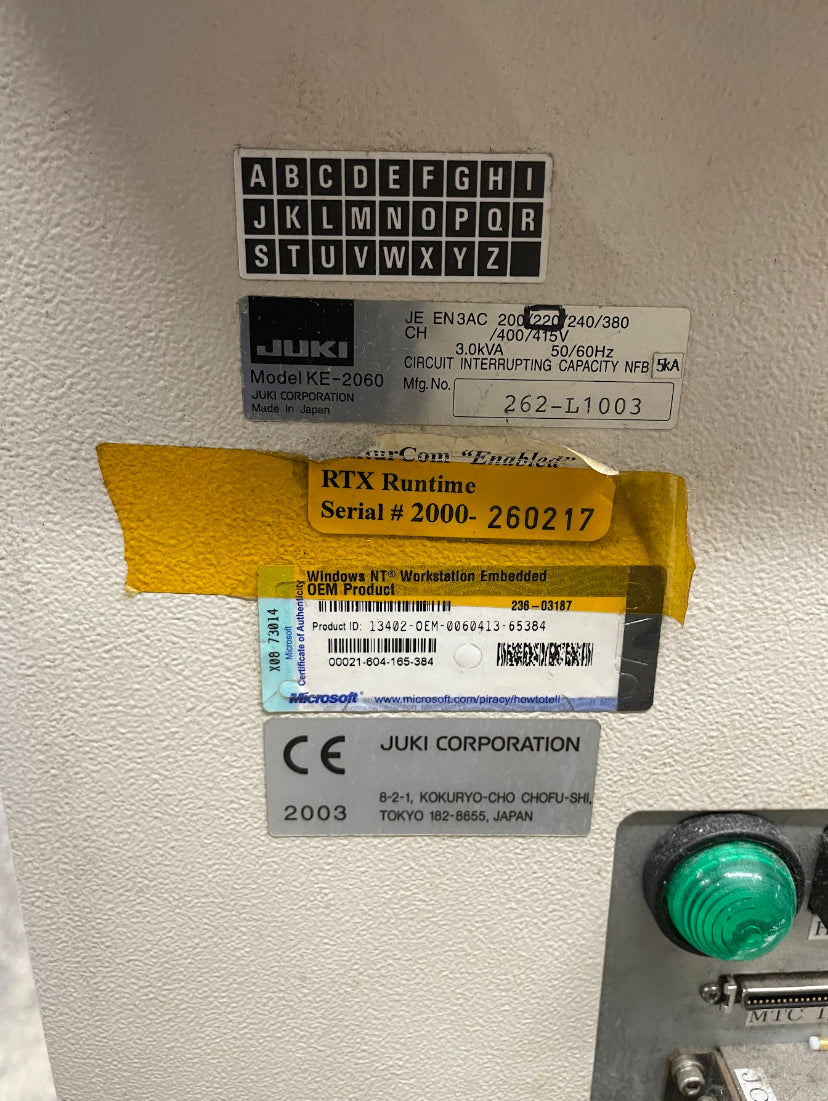 A B C D E F G H I
J K L M N O P Q R
S T U V W X Y Z
JUKI
Model KE-2060
JUKI CORPORATION
Made in Japan
JE EN 3AC 200/220/240/380
CH /400/415V
3.0kVA 50/60Hz
CIRCUIT INTERRUPTING CAPACITY NFB 5kA
Mfg. No. 262-L1003
"Enabled"
RTX Runtime
Serial # 2000- 260217
Windows NT® Workstation Embedded
OEM Product
236-03187
Product ID: 13402-OEM-0060413-65384
00021-604-165-384
X08 73014
Microsoft
Certificate of Authenticity
Microsoft®
www.microsoft.com/piracy/howtotell
CE
2003
JUKI CORPORATION
8-2-1, KOKURYO-CHO CHOFU-SHI,
TOKYO 182-8655, JAPAN
MTC